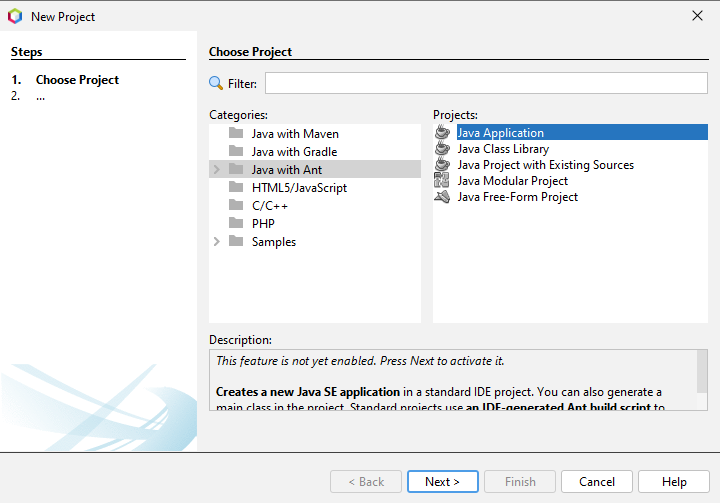 New Project
Steps
1. Choose Project
2. ...
Choose Project
Filter:
Categories:
Java with Maven
Java with Gradle
Java with Ant
HTML5/JavaScript
C/C++
PHP
Samples
Projects:
Java Application
Java Class Library
Java Project with Existing Sources
Java Modular Project
Java Free-Form Project
Description:
This feature is not yet enabled. Press Next to activate it.
Creates a new Java SE application in a standard IDE project. You can also generate a
main class in the project. Standard projects use an IDE-generated Ant build script to
< Back
Next >
Finish
Cancel
Help